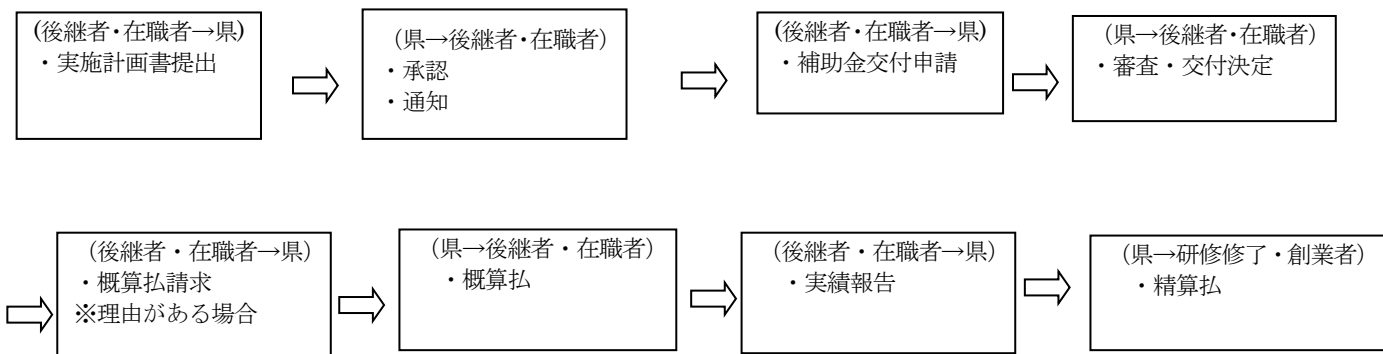 (後継者・在職者→県)
・実施計画書提出
(県→後継者・在職者)
・承認
・通知
(後継者・在職者→県)
・補助金交付申請
(県→後継者・在職者)
・審査・交付決定
(後継者・在職者→県)
・概算払請求
※理由がある場合
(県→後継者・在職者)
・概算払
(後継者・在職者→県)
・実績報告
(県→研修修了・創業者)
・精算払